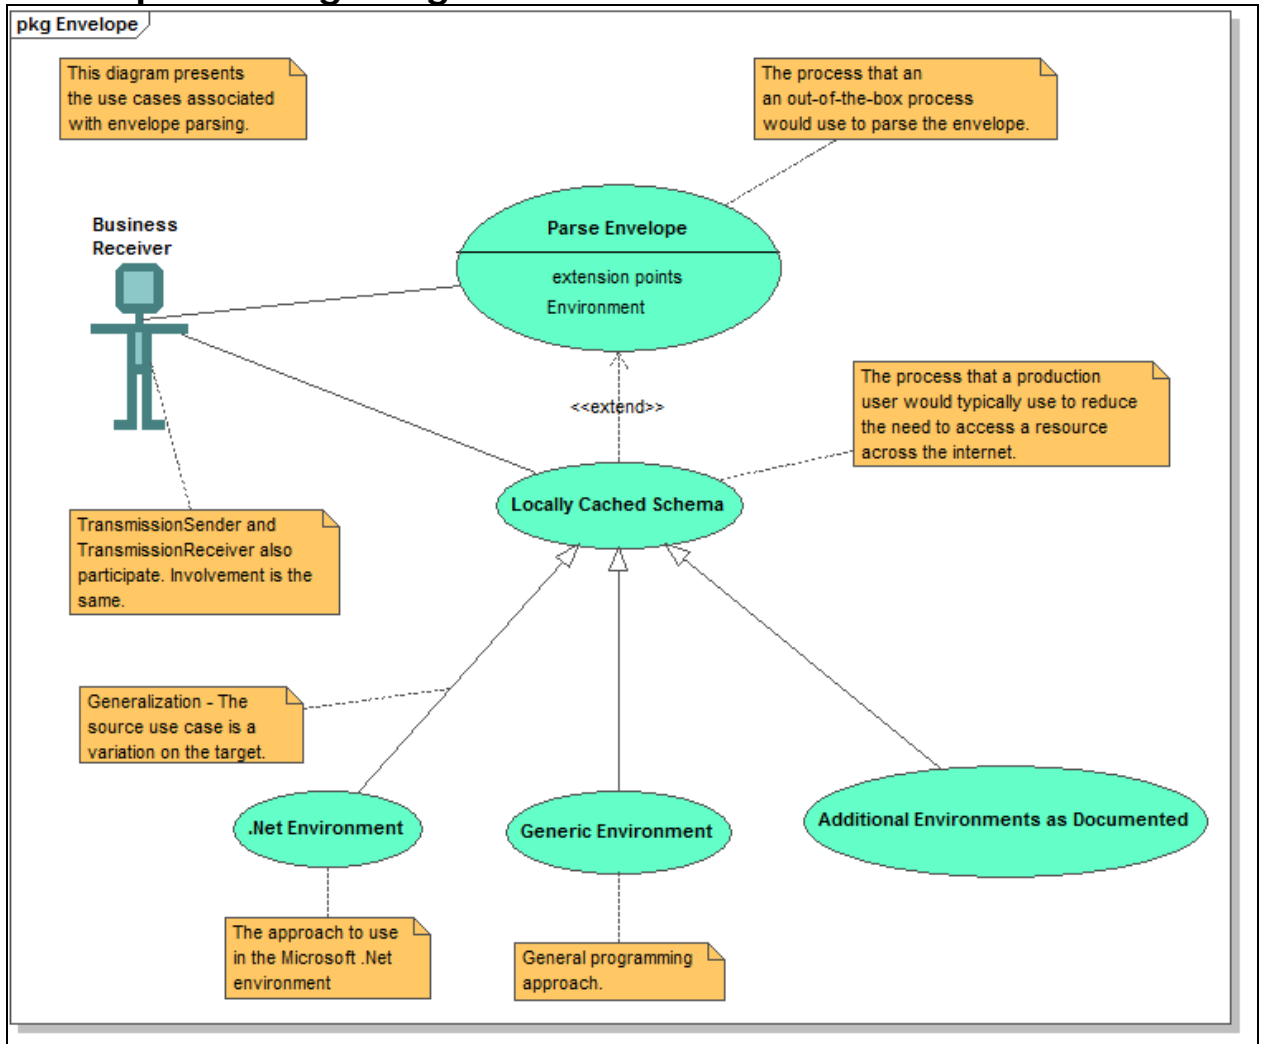 pkg Envelope
This diagram presents
the use cases associated
with envelope parsing.
The process that an
an out-of-the-box process
would use to parse the envelope.
Business
Receiver
Parse Envelope
extension points
Environment
<<extend>>
The process that a production
user would typically use to reduce
the need to access a resource
across the internet.
Locally Cached Schema
TransmissionSender and
TransmissionReceiver also
participate. Involvement is the
same.
Generalization - The
source use case is a
variation on the target.
.Net Environment
Generic Environment
Additional Environments as Documented
The approach to use
in the Microsoft .Net
environment
General programming
approach.